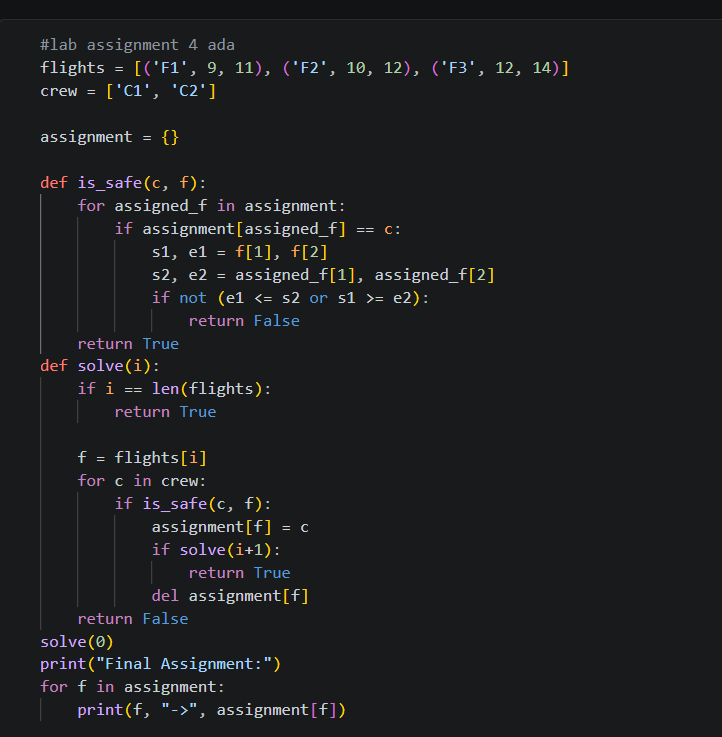 #lab assignment 4 ada
flights = [('F1', 9, 11), ('F2', 10, 12), ('F3', 12, 14)]
crew = ['C1', 'C2']

assignment = {}

def is_safe(c, f):
    for assigned_f in assignment:
        if assignment[assigned_f] == c:
            s1, e1 = f[1], f[2]
            s2, e2 = assigned_f[1], assigned_f[2]
            if not (e1 <= s2 or s1 >= e2):
                return False
    return True
def solve(i):
    if i == len(flights):
        return True

    f = flights[i]
    for c in crew:
        if is_safe(c, f):
            assignment[f] = c
            if solve(i+1):
                return True
            del assignment[f]
    return False
solve(0)
print("Final Assignment:")
for f in assignment:
    print(f, "->", assignment[f])